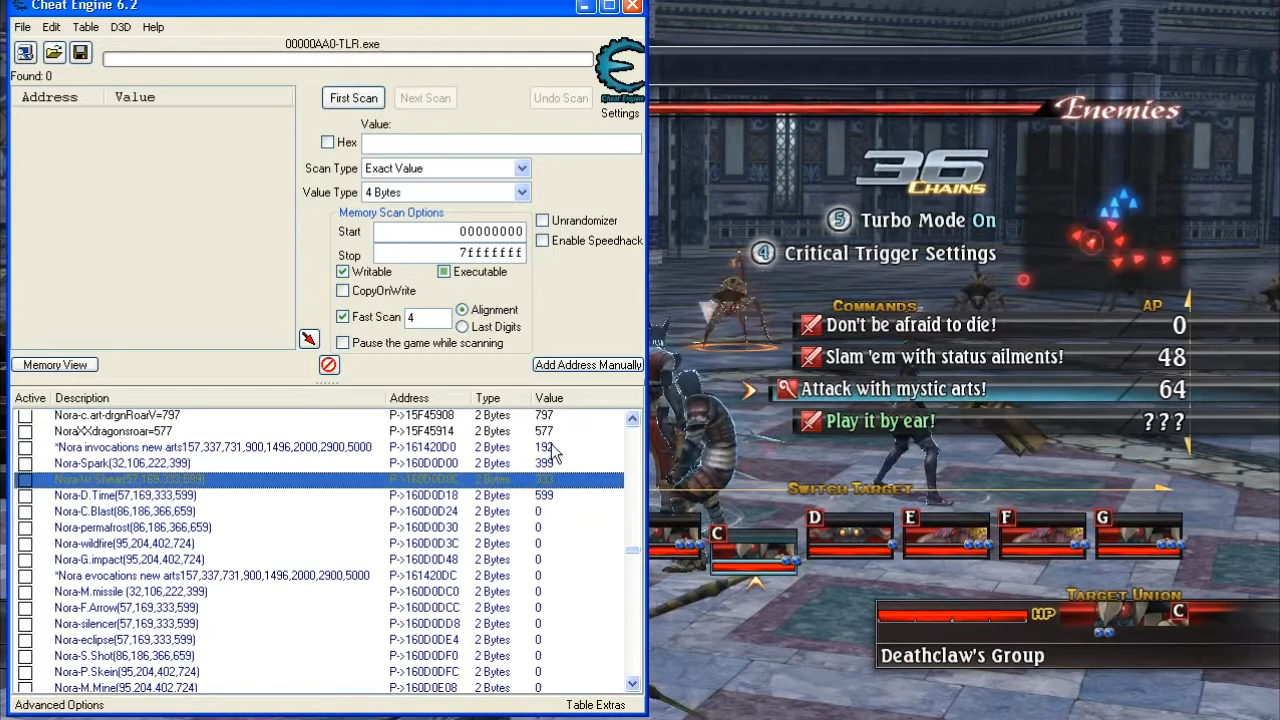 Cheat Engine 6.2
File Edit Table D3D Help
00000AA0-TLR.exe
Found: 0
Address Value
First Scan Next Scan Undo Scan
Cheat Engine
Settings
Value:
Hex
Scan Type Exact Value
Value Type 4 Bytes
Memory Scan Options
Start 00000000
Stop 7fffffff
Unrandomizer
Enable Speedhack
Writable Executable
CopyOnWrite
Fast Scan 4 Alignment
Last Digits
Pause the game while scanning
Memory View Add Address Manually
Active Description Address Type Value
Nora-c.art-drgnRoarV=797 P->15F45908 2 Bytes 797
NoraXXdragonsroar=577 P->15F45914 2 Bytes 577
*Nora invocations new arts157,337,731,900,1496,2000,2900,5000 P->161420D0 2 Bytes 192
Nora-Spark(32,106,222,399) P->160D0D00 2 Bytes 399
Nora-W.Shear(57,169,333,599) P->160D0D0C 2 Bytes 333
Nora-D.Time(57,169,333,599) P->160D0D18 2 Bytes 599
Nora-C.Blast(86,186,366,659) P->160D0D24 2 Bytes 0
Nora-permafrost(86,186,366,659) P->160D0D30 2 Bytes 0
Nora-wildfire(95,204,402,724) P->160D0D3C 2 Bytes 0
Nora-G.impact(95,204,402,724) P->160D0D48 2 Bytes 0
*Nora evocations new arts157,337,731,900,1496,2000,2900,5000 P->161420DC 2 Bytes 0
Nora-M.missile (32,106,222,399) P->160D0DC0 2 Bytes 0
Nora-F.Arrow(57,169,333,599) P->160D0DCC 2 Bytes 0
Nora-silencer(57,169,333,599) P->160D0DD8 2 Bytes 0
Nora-eclipse(57,169,333,599) P->160D0DE4 2 Bytes 0
Nora-S.Shot(86,186,366,659) P->160D0DF0 2 Bytes 0
Nora-P.Skein(95,204,402,724) P->160D0DFC 2 Bytes 0
Nora-M.Mine(95,204,402,724) P->160D0E08 2 Bytes 0
Advanced Options Table Extras
Enemies
36
CHAINS
5 Turbo Mode On
4 Critical Trigger Settings
COMMANDS AP
Don't be afraid to die! 0
Slam 'em with status ailments! 48
Attack with mystic arts! 64
Play it by ear! ???
SWITCH TARGET
C D E F G
TARGET UNION
HP C
Deathclaw's Group